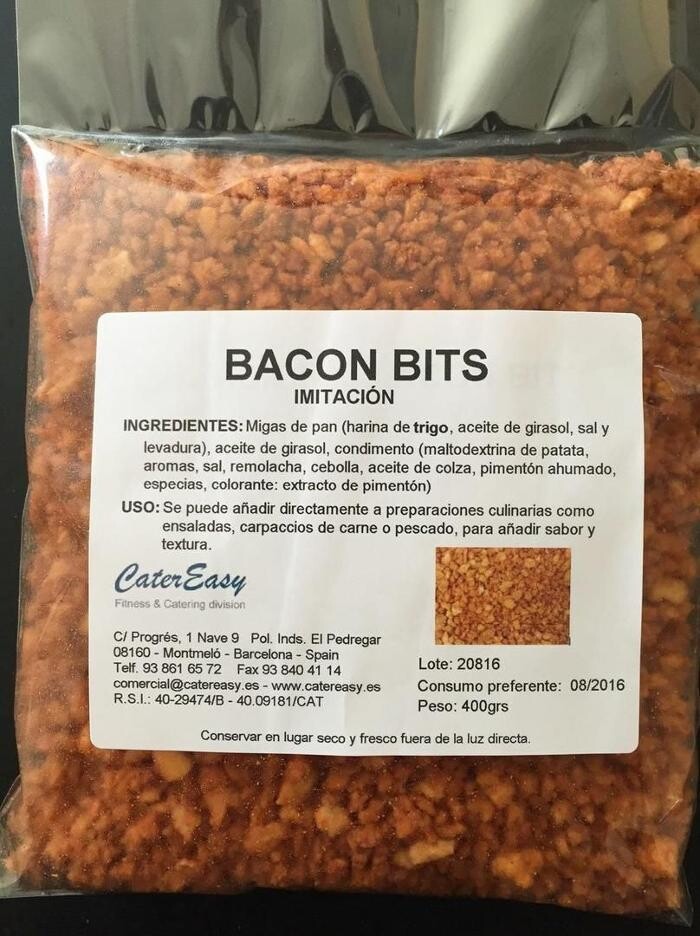 BACON BITS
IMITACIÓN
INGREDIENTES: Migas de pan (harina de trigo, aceite de girasol, sal y
levadura), aceite de girasol, condimento (maltodextrina de patata,
aromas, sal, remolacha, cebolla, aceite de colza, pimentón ahumado,
especias, colorante: extracto de pimentón)
USO: Se puede añadir directamente a preparaciones culinarias como
ensaladas, carpaccios de carne o pescado, para añadir sabor y
textura.
CaterEasy
Fitness & Catering division
C/ Progrés, 1 Nave 9 Pol. Inds. El Pedregar
08160 - Montmeló - Barcelona - Spain
Telf. 93 861 65 72 Fax 93 840 41 14
comercial@catereasy.es - www.catereasy.es
R.S.I.: 40-29474/B - 40.09181/CAT
Lote: 20816
Consumo preferente: 08/2016
Peso: 400grs
Conservar en lugar seco y fresco fuera de la luz directa.